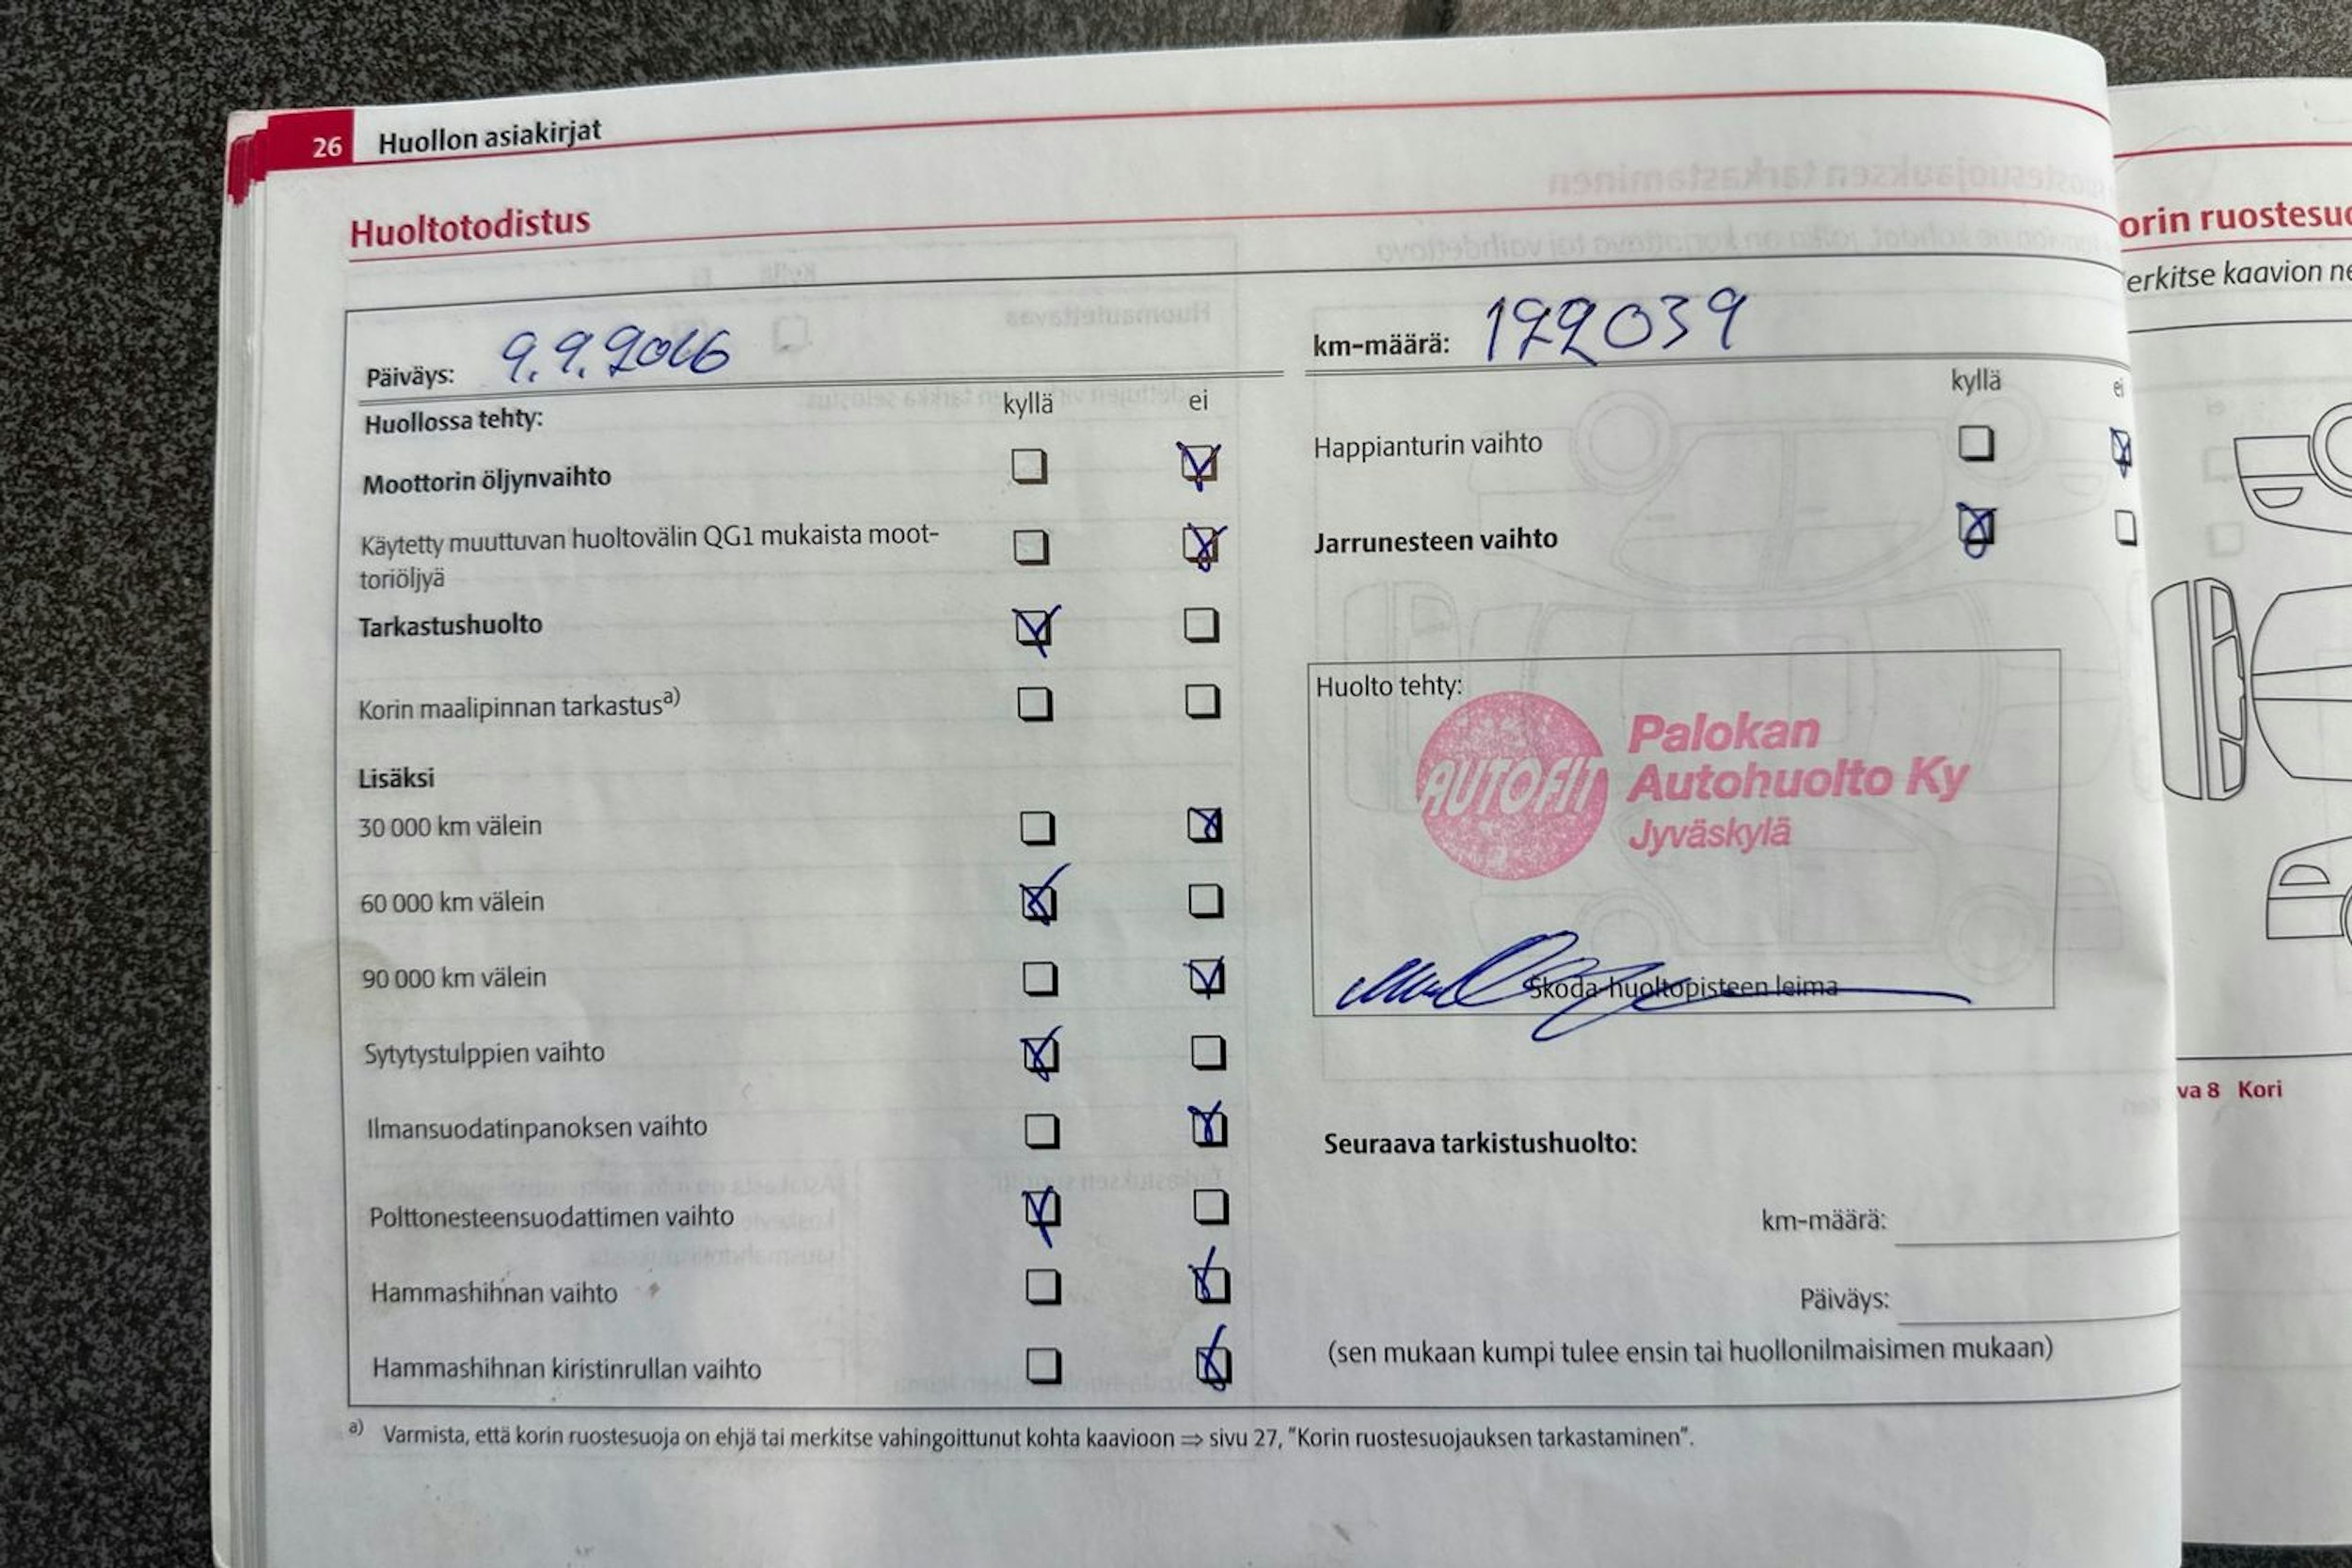 26 Huollon asiakirjat
Huoltotodistus
Päiväys: 9.9.2016
km-määrä: 122039
Huollossa tehty: kyllä ei
Moottorin öljynvaihto
Käytetty muuttuvan huoltovälin QG1 mukaista moot-
toriöljyä
Tarkastushuolto
Korin maalipinnan tarkastus a)
Lisäksi
30 000 km välein
60 000 km välein
90 000 km välein
Sytytystulppien vaihto
Ilmansuodatinpanoksen vaihto
Polttonesteensuodattimen vaihto
Hammashihnan vaihto
Hammashihnan kiristinrullan vaihto
kyllä ei
Happianturin vaihto
Jarrunesteen vaihto
Huolto tehty:
AUTOFIT
Palokan
Autohuolto Ky
Jyväskylä
Škoda-huoltopisteen leima
Seuraava tarkistushuolto:
km-määrä:
Päiväys:
(sen mukaan kumpi tulee ensin tai huollonilmaisimen mukaan)
a) Varmista, että korin ruostesuoja on ehjä tai merkitse vahingoittunut kohta kaavioon ⇒ sivu 27, "Korin ruostesuojauksen tarkastaminen".
orin ruostesuo
erkitse kaavion ne
va 8 Kori